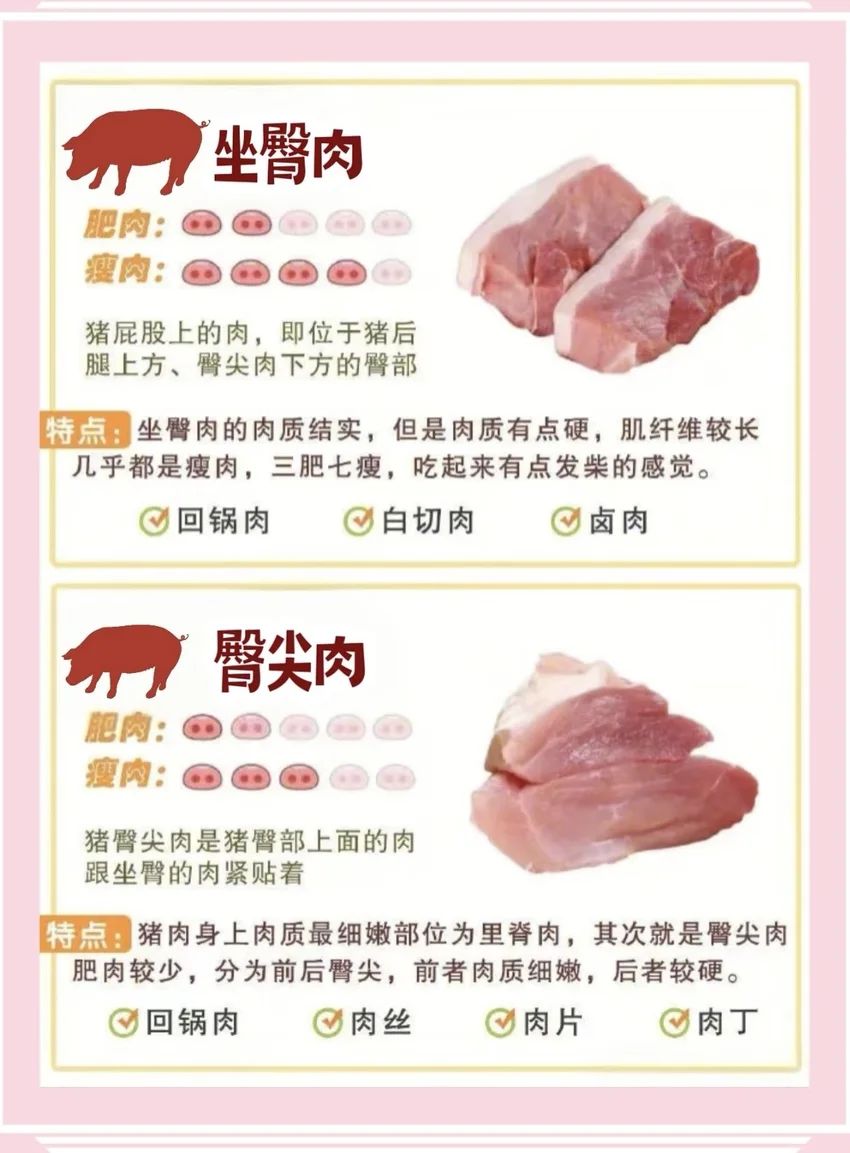 坐臀肉
肥肉：
瘦肉：
猪屁股上的肉，即位于猪后
腿上方、臀尖肉下方的臀部
特点：坐臀肉的肉质结实，但是肉质有点硬，肌纤维较长
几乎都是瘦肉，三肥七瘦，吃起来有点发柴的感觉。
回锅肉 白切肉 卤肉
臀尖肉
肥肉：
瘦肉：
猪臀尖肉是猪臀部上面的肉
跟坐臀的肉紧贴着
特点：猪肉身上肉质最细嫩部位为里脊肉，其次就是臀尖肉
肥肉较少，分为前后臀尖，前者肉质细嫩，后者较硬。
回锅肉 肉丝 肉片 肉丁